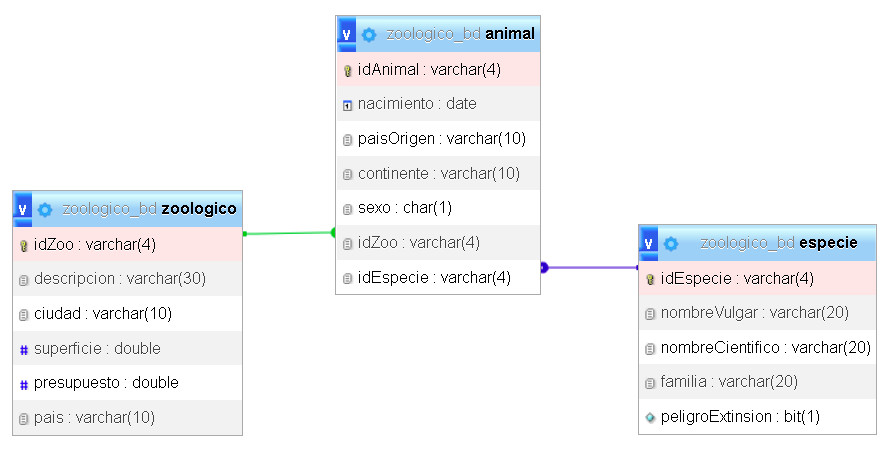 v zoologico_bd animal
idAnimal : varchar(4)
nacimiento : date
paisOrigen : varchar(10)
continente : varchar(10)
sexo : char(1)
idZoo : varchar(4)
idEspecie : varchar(4)
v zoologico_bd zoologico
idZoo : varchar(4)
descripcion : varchar(30)
ciudad : varchar(10)
# superficie : double
# presupuesto : double
pais : varchar(10)
v zoologico_bd especie
idEspecie : varchar(4)
nombreVulgar : varchar(20)
nombreCientifico : varchar(20)
familia : varchar(20)
peligroExtinsion : bit(1)